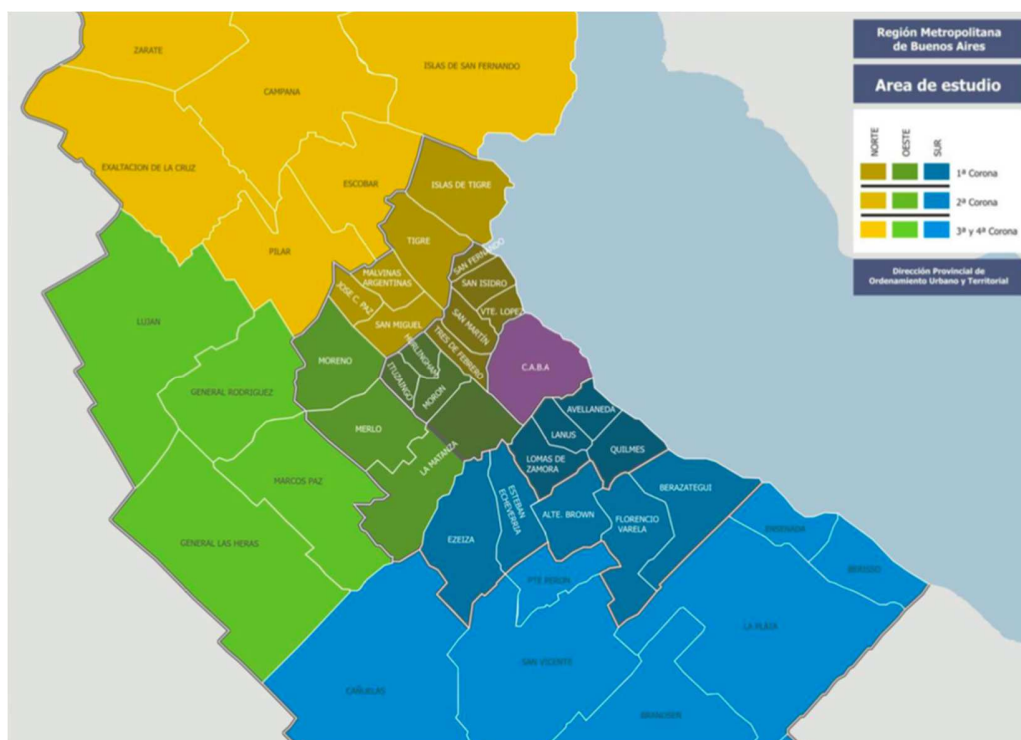 Región Metropolitana
de Buenos Aires
Area de estudio
NORTE
OESTE
SUR
1ª Corona
2ª Corona
3ª y 4ª Corona
Dirección Provincial de
Ordenamiento Urbano y Territorial
ZARATE
ISLAS DE SAN FERNANDO
CAMPANA
EXALTACION DE LA CRUZ
ESCOBAR
ISLAS DE TIGRE
PILAR
TIGRE
SAN FERNANDO
MALVINAS
ARGENTINAS
SAN ISIDRO
JOSE C. PAZ
VTE. LOPEZ
LUJAN
SAN MIGUEL
SAN MARTÍN
TRES DE FEBRERO
HURLINGHAM
MORENO
ITUZAINGO
C.A.B.A
GENERAL RODRIGUEZ
MORON
AVELLANEDA
MERLO
LANUS
QUILMES
LA MATANZA
LOMAS DE
ZAMORA
MARCOS PAZ
BERAZATEGUI
ESTEBAN
ECHEVERRIA
ALTE. BROWN
FLORENCIO
VARELA
ENSENADA
GENERAL LAS HERAS
EZEIZA
BERISSO
PTE PERON
LA PLATA
SAN VICENTE
CAÑUELAS
BRANDSEN